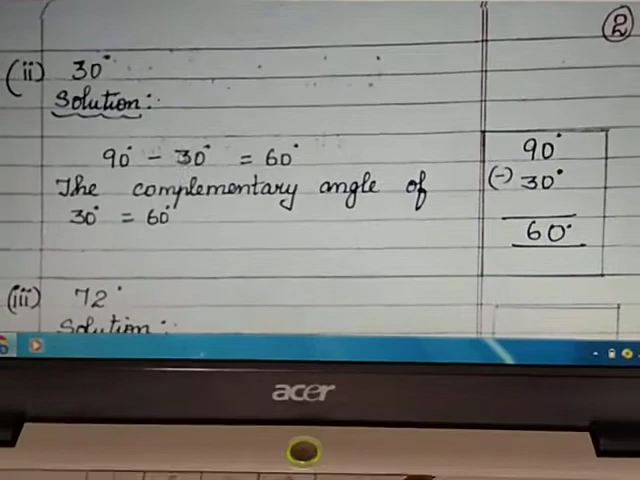 2
(ii) 30°
Solution:
90° - 30° = 60°
The complementary angle of
30° = 60°
90°
(-) 30°
60°
(iii) 72°
Solution:
acer